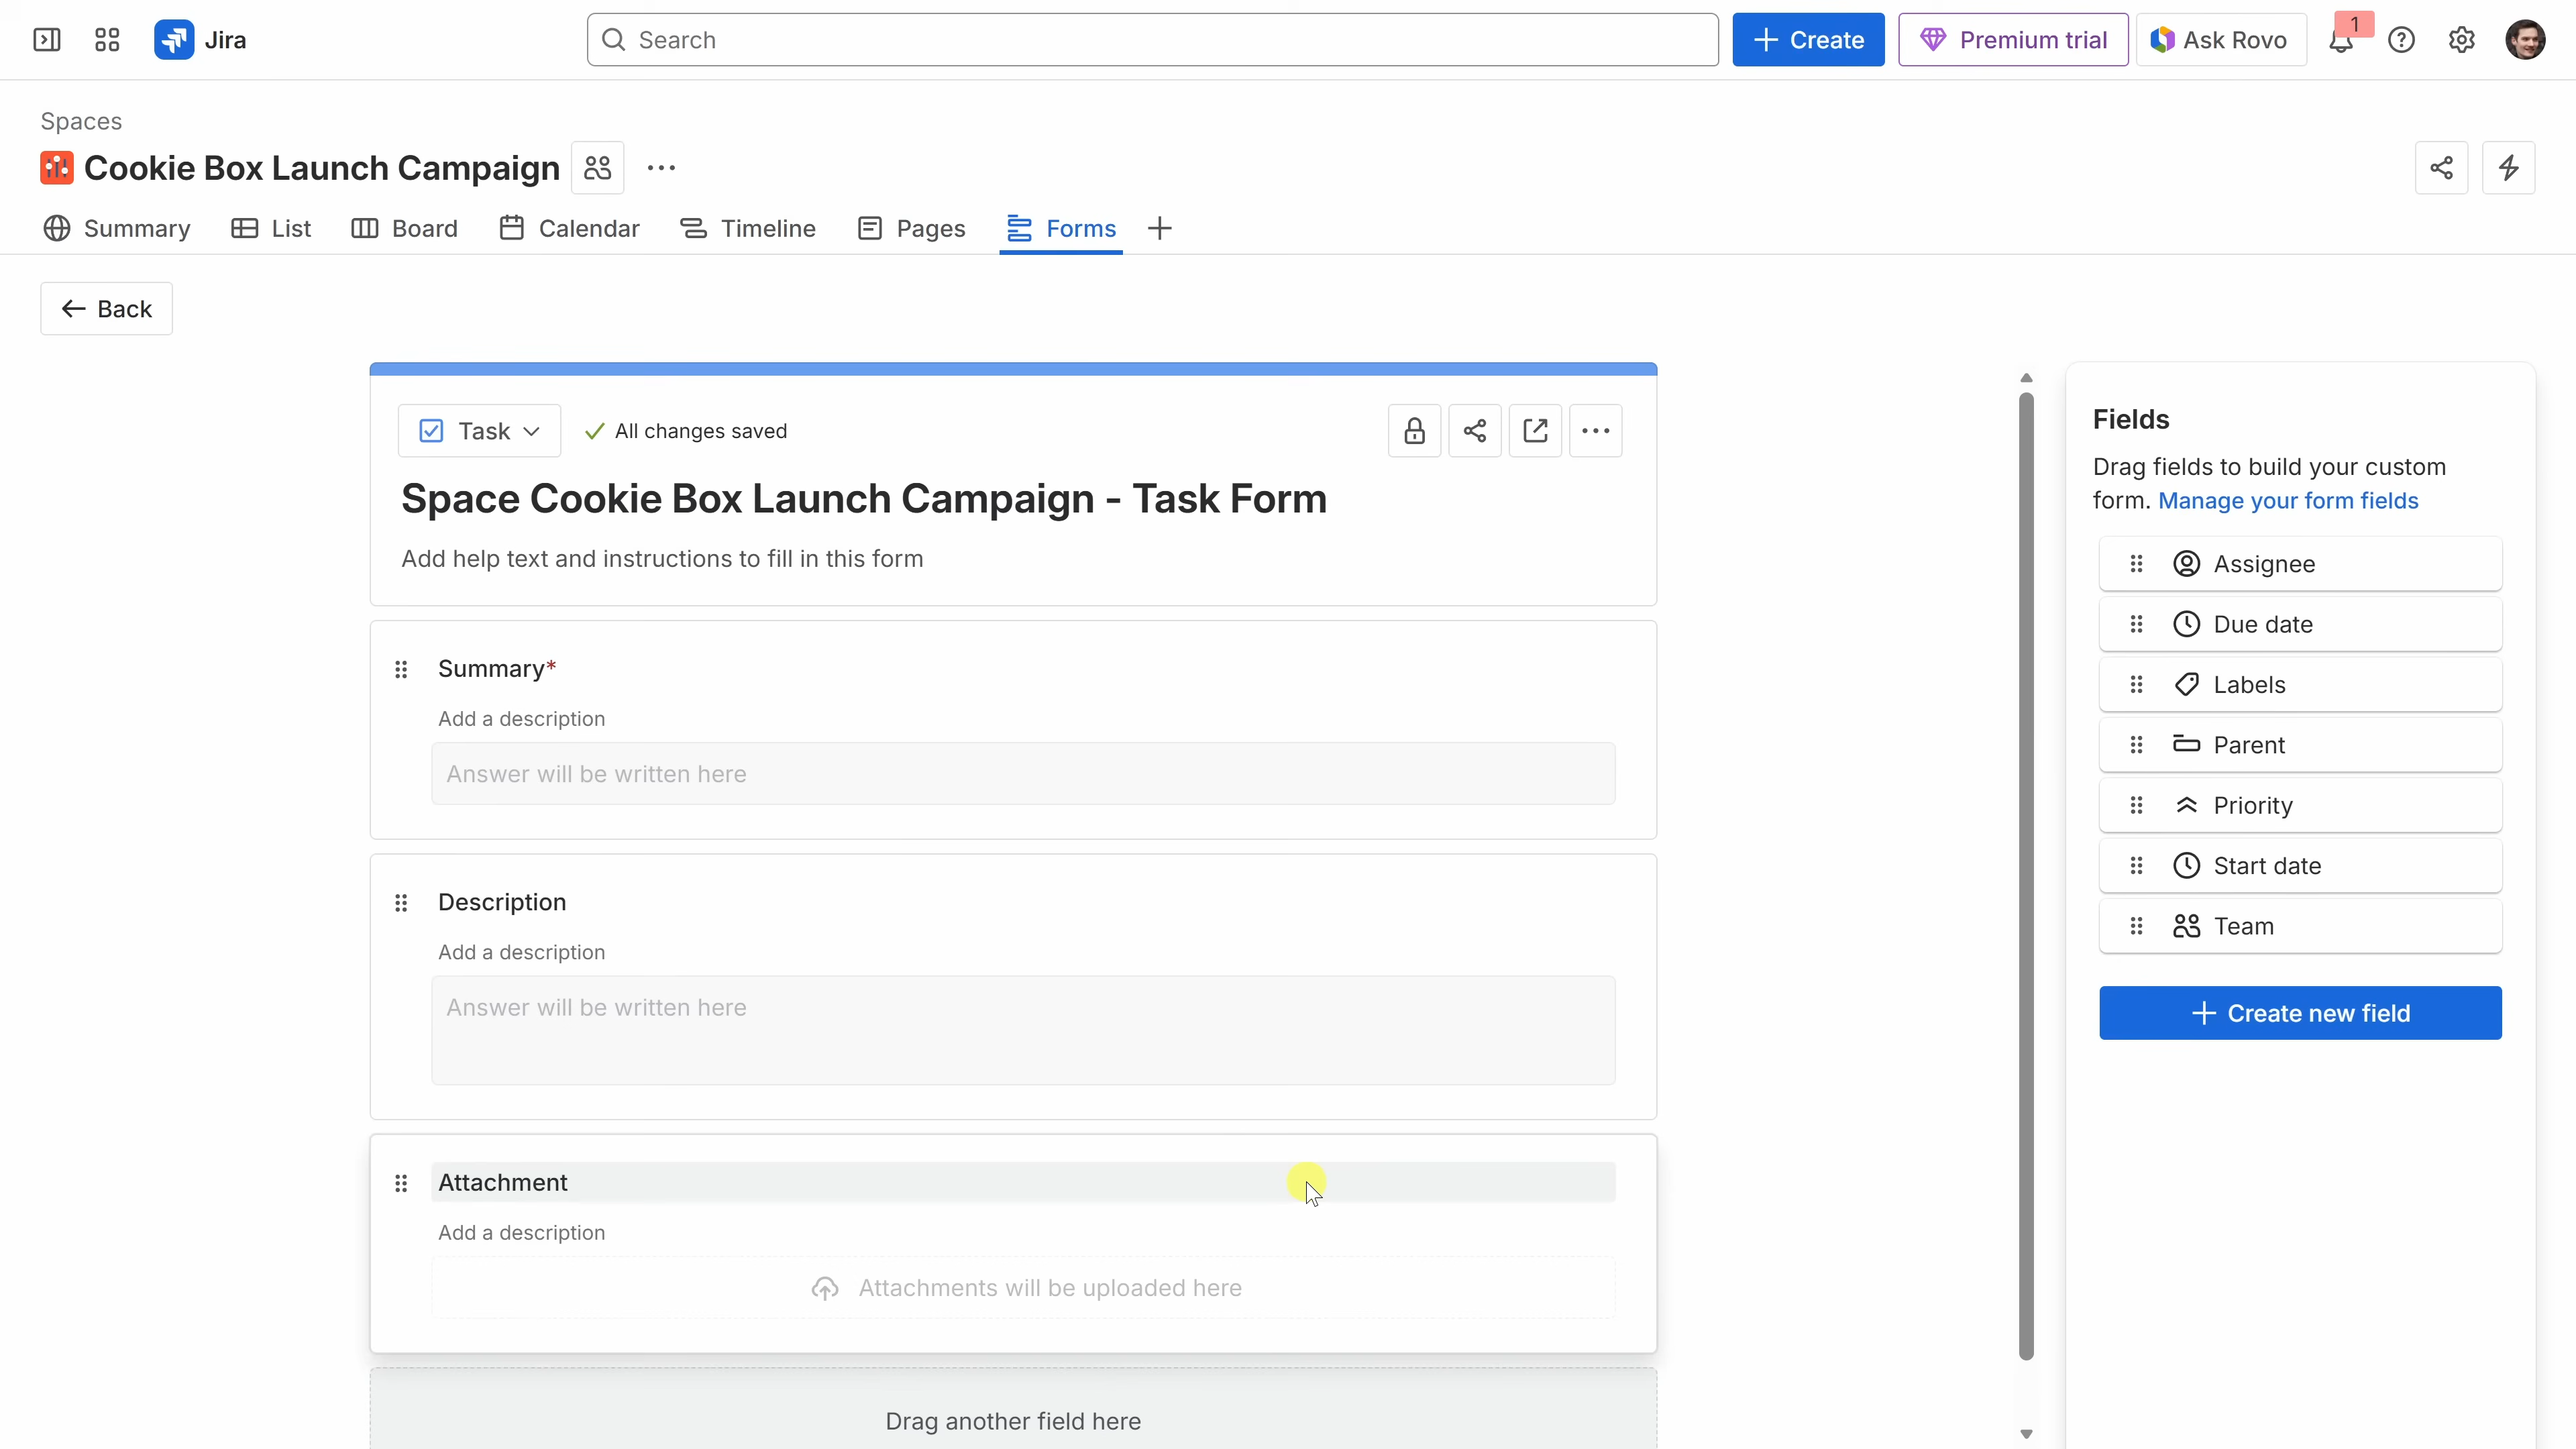 Jira
Search
Create
Premium trial
Ask Rovo
1
Spaces
Cookie Box Launch Campaign
Summary
List
Board
Calendar
Timeline
Pages
Forms
Back
Task
All changes saved
Space Cookie Box Launch Campaign - Task Form
Add help text and instructions to fill in this form
Summary*
Add a description
Answer will be written here
Description
Add a description
Answer will be written here
Attachment
Add a description
Attachments will be uploaded here
Drag another field here
Fields
Drag fields to build your custom
form. Manage your form fields
Assignee
Due date
Labels
Parent
Priority
Start date
Team
Create new field